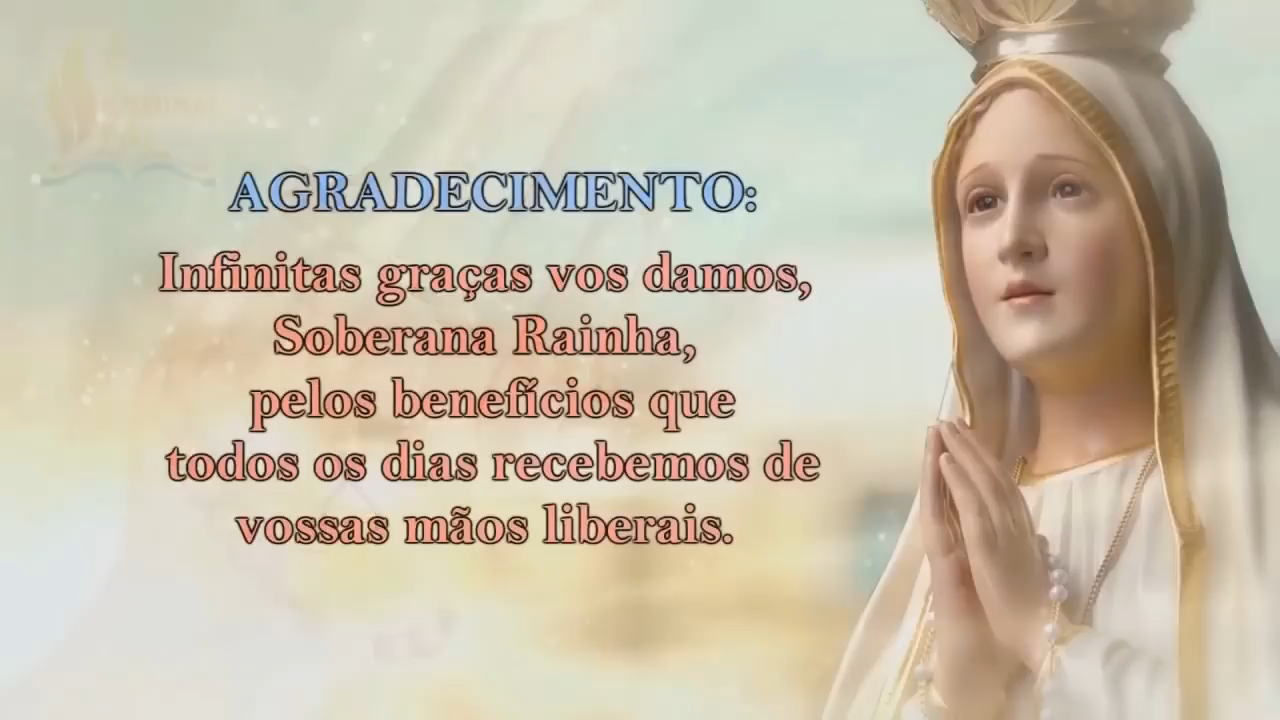 AGRADECIMENTO:
Infinitas graças vos damos,
Soberana Rainha,
pelos benefícios que
todos os dias recebemos de
vossas mãos liberais.